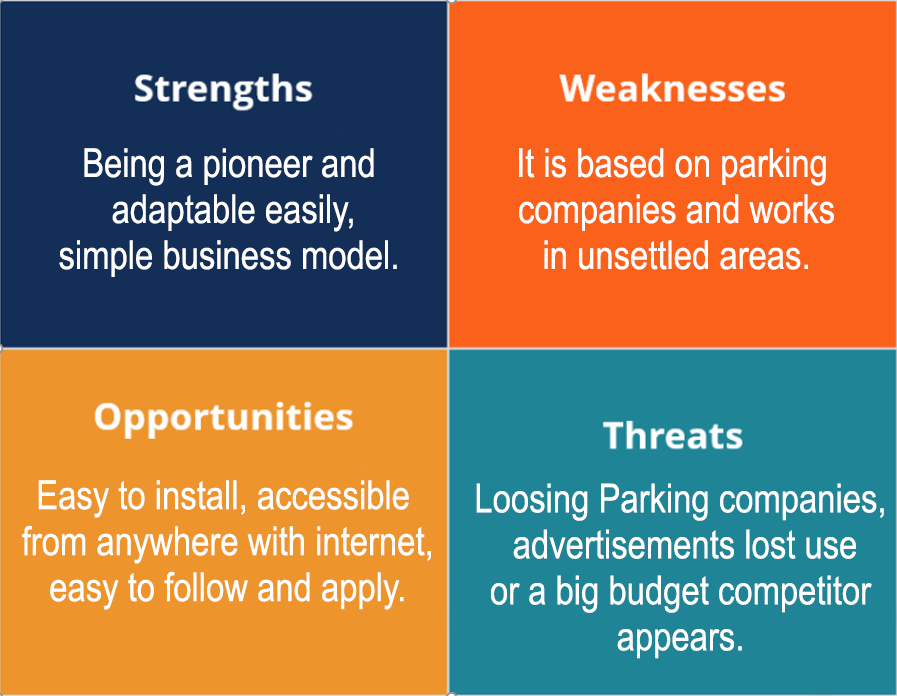 Strengths
Being a pioneer and
adaptable easily,
simple business model.
Weaknesses
It is based on parking
companies and works
in unsettled areas.
Opportunities
Easy to install, accessible
from anywhere with internet,
easy to follow and apply.
Threats
Loosing Parking companies,
advertisements lost use
or a big budget competitor
appears.